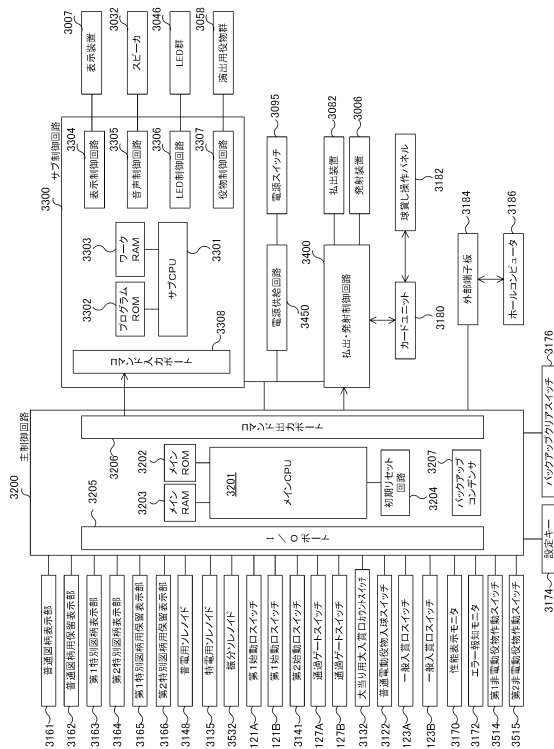 3200
主制御回路
3161
普通図柄表示部
3162
普通図柄用保留表示部
3163
第1特別図柄表示部
3164
第2特別図柄表示部
3165
第1特別図柄用保留表示部
3166
第2特別図柄用保留表示部
3148
普電用ソレノイド
3135
特電用ソレノイド
3532
振分ソレノイド
121A
第1始動口スイッチ
121B
第1始動口スイッチ
3141
第2始動口スイッチ
127A
通過ゲートスイッチ
127B
通過ゲートスイッチ
3132
大当り用大入賞口カウントスイッチ
3122
普通電動役物入球スイッチ
123A
一般入賞口スイッチ
123B
一般入賞口スイッチ
3170
性能表示モニタ
3172
エラー報知モニタ
3514
第1非電動役物作動スイッチ
3515
第2非電動役物作動スイッチ
3205
I/Oポート
3203
メイン
RAM
3202
メイン
ROM
3201
メインCPU
初期リセット
回路
3204
3207
バックアップ
コンデンサ
3206
コマンド出力ポート
3174
設定キー
バックアップクリアスイッチ
3176
3300
サブ制御回路
コマンド入力ポート
3308
3302
プログラム
ROM
3303
ワーク
RAM
サブCPU
3301
3304
表示制御回路
3305
音声制御回路
3306
LED制御回路
3307
役物制御回路
3007
表示装置
3032
スピーカ
3046
LED群
3058
演出用役物群
電源供給回路
3450
電源スイッチ
3095
3400
払出・発射制御回路
払出装置
3082
発射装置
3006
カードユニット
3180
球貸し操作パネル
3182
外部端子板
3184
ホールコンピュータ
3186